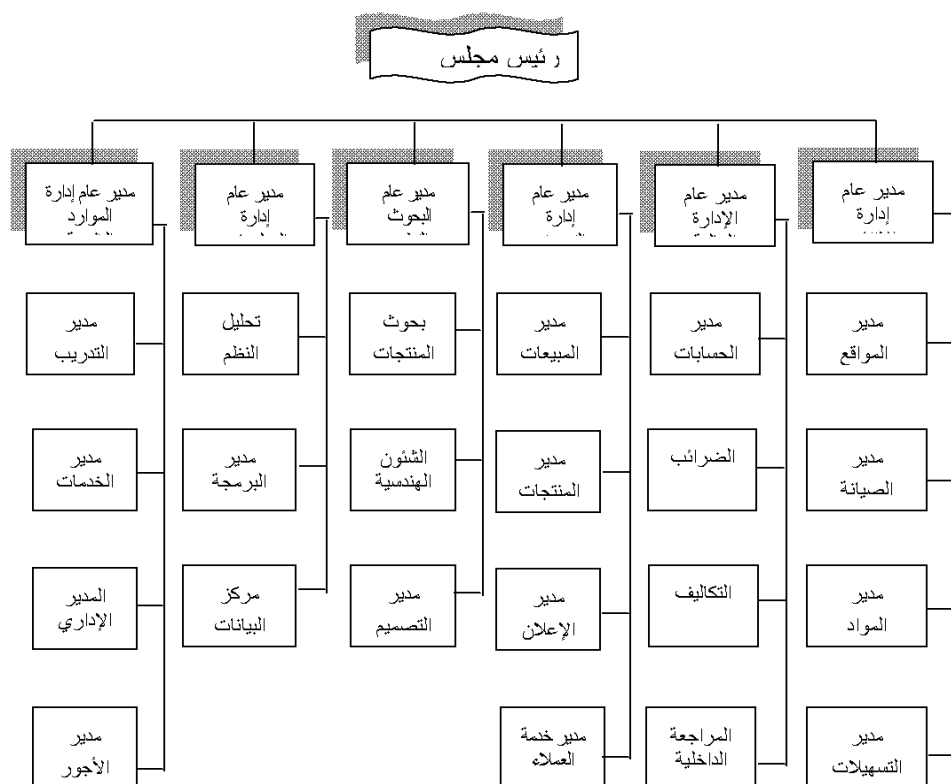 رئيس مجلس
مدير عام
إدارة
مدير عام
الإدارة
مدير عام
إدارة
مدير عام
البحوث
مدير عام
إدارة
مدير عام إدارة
الموارد
مدير
المواقع
مدير
الحسابات
مدير
المبيعات
بحوث
المنتجات
تحليل
النظم
مدير
التدريب
مدير
الصيانة
الضرائب
مدير
المنتجات
الشئون
الهندسية
مدير
البرمجة
مدير
الخدمات
مدير
المواد
التكاليف
مدير
الإعلان
مدير
التصميم
مركز
البيانات
المدير
الإداري
مدير
التسهيلات
المراجعة
الداخلية
مدير خدمة
العملاء
مدير
الأجور